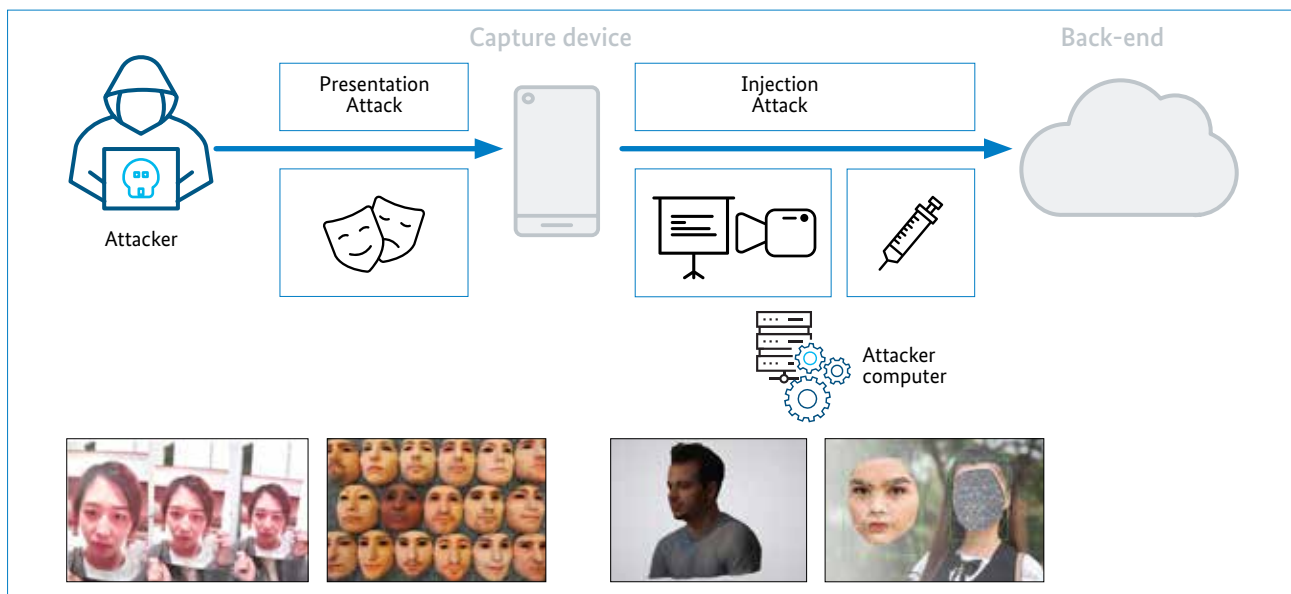 Capture device
Back-end
Presentation
Attack
Injection
Attack
Attacker
Attacker
computer